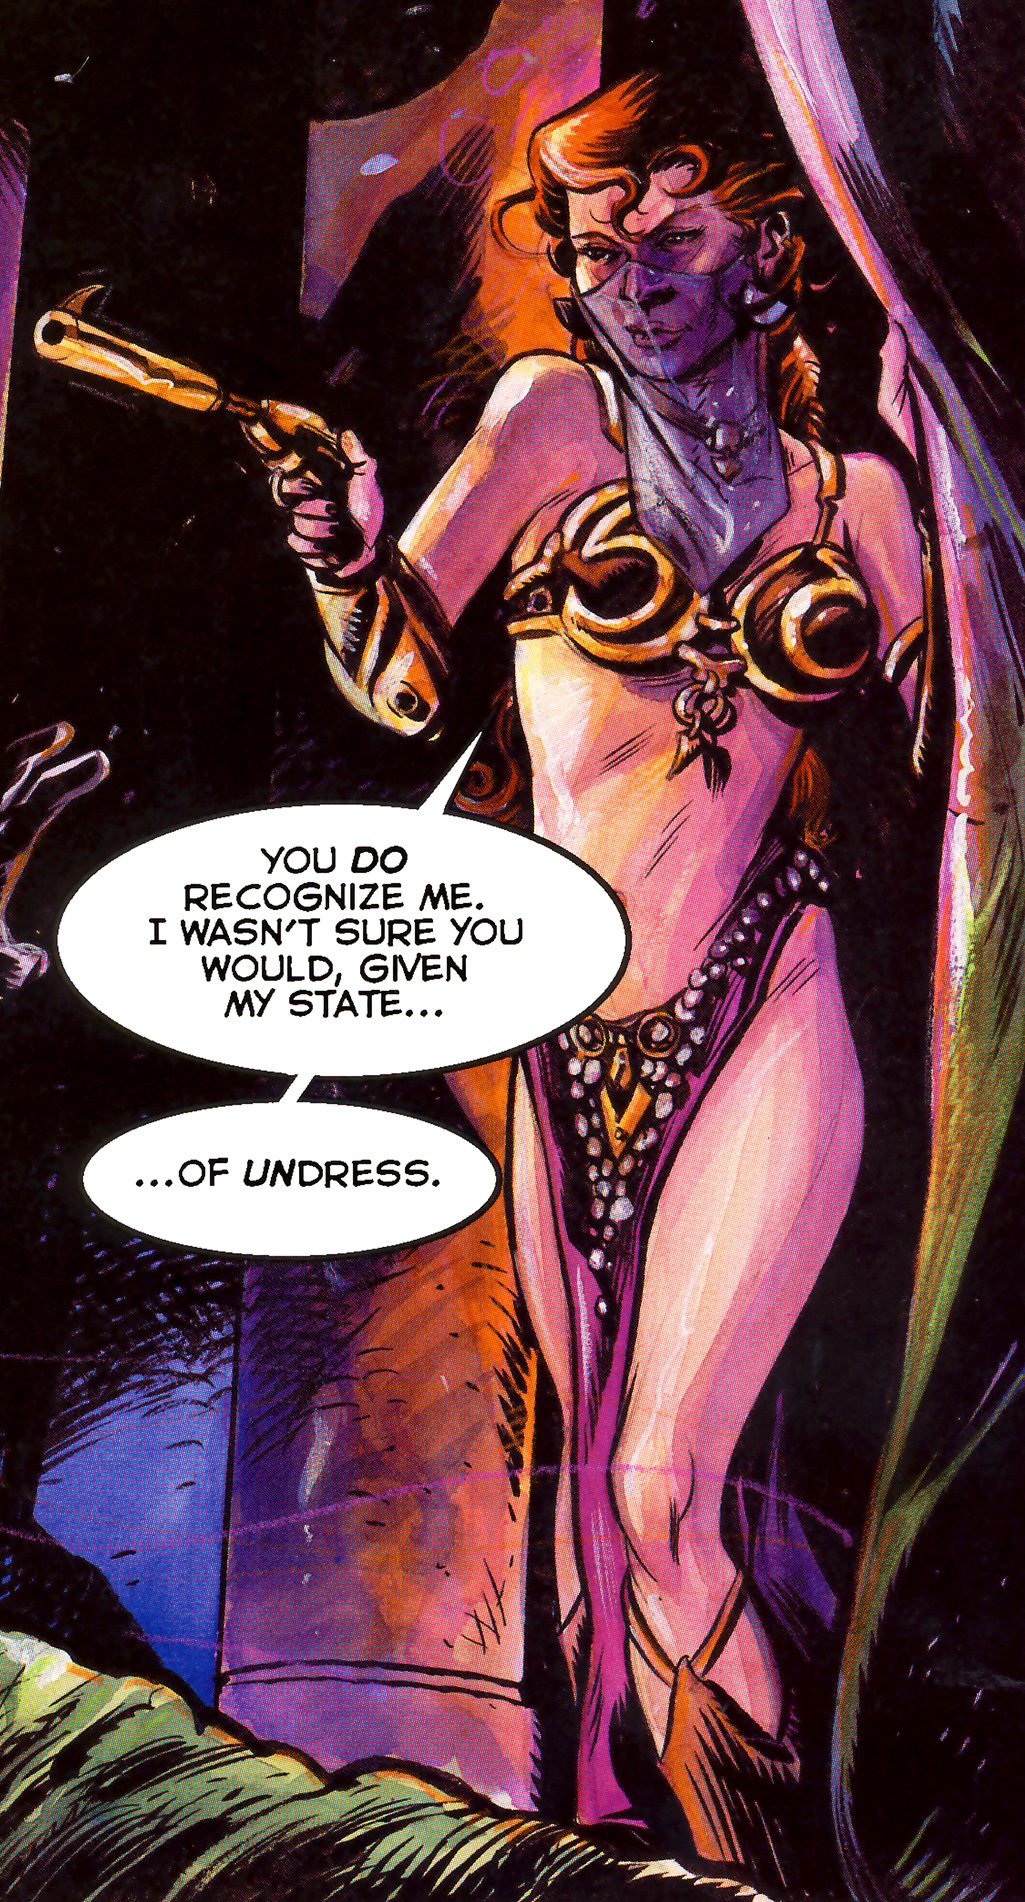 YOU DO
RECOGNIZE ME.
I WASN'T SURE YOU
WOULD, GIVEN
MY STATE...
...OF UNDRESS.